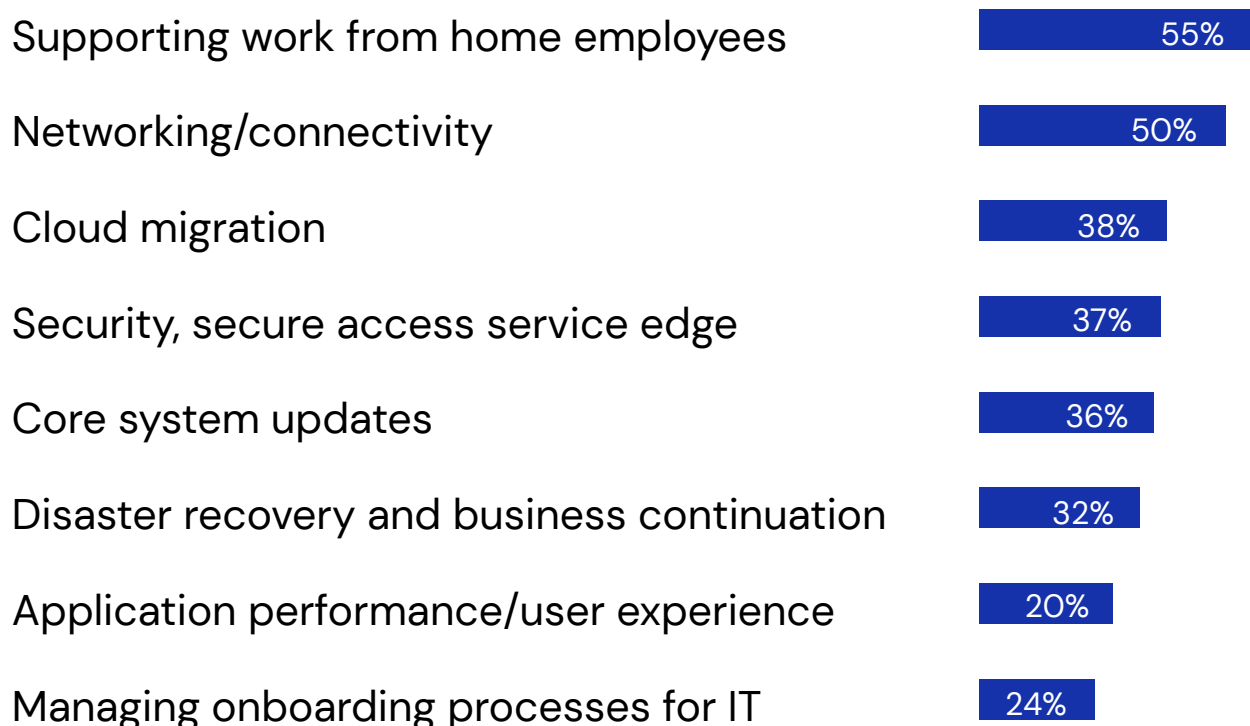 Supporting work from home employees 55%
Networking/connectivity 50%
Cloud migration 38%
Security, secure access service edge 37%
Core system updates 36%
Disaster recovery and business continuation 32%
Application performance/user experience 20%
Managing onboarding processes for IT 24%